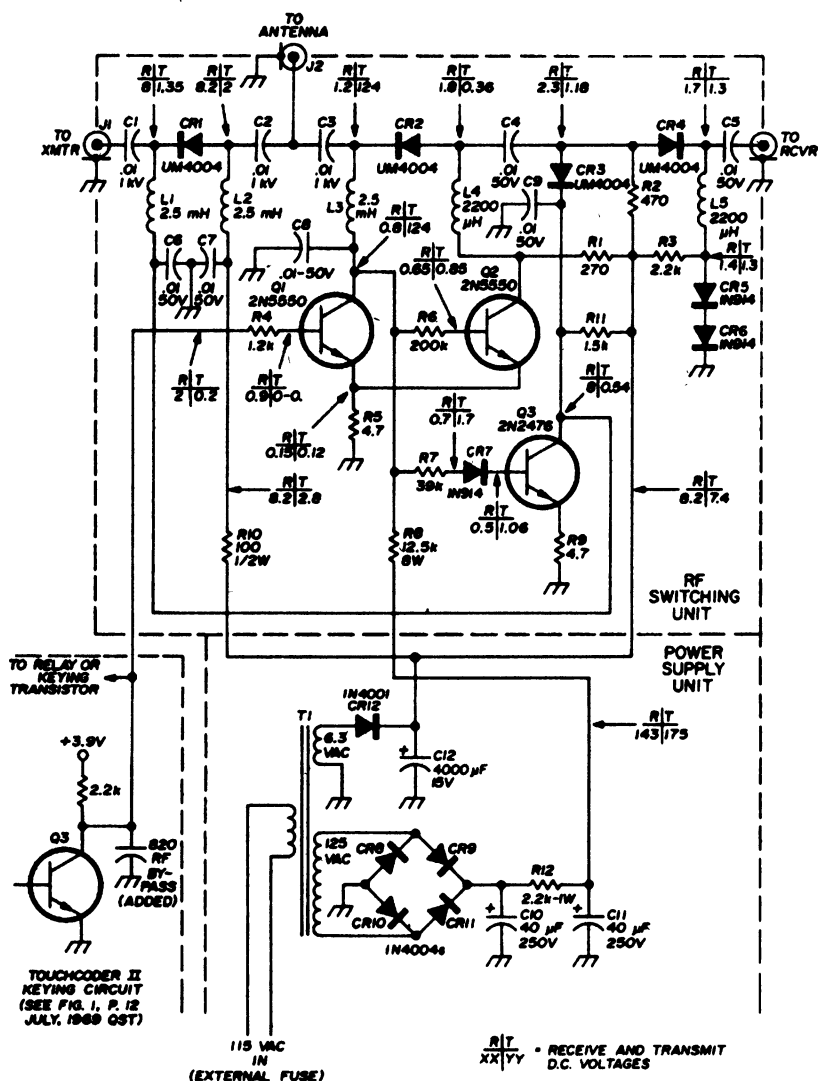 TO
ANTENNA
J2
R|T
8|1.35
R|T
8.2|2
R|T
1.2|124
R|T
1.8|0.36
R|T
2.3|1.18
R|T
1.7|1.3
TO
XMTR
J1
C1
.01
1 kV
CR1
UM4004
C2
.01
1 kV
C3
.01
1 kV
CR2
UM4004
C4
.01
50V
CR3
UM4004
CR4
UM4004
C5
.01
50V
TO
RCVR
L1
2.5 mH
L2
2.5 mH
L3
2.5
mH
L4
2200
µH
C9
.01
50V
R2
470
L5
2200
µH
C6
.01
50V
C7
.01
50V
C8
.01-50V
R|T
0.8|124
R|T
0.65|0.85
Q1
2N5550
Q2
2N5550
R1
270
R3
2.2k
R|T
1.4|1.3
CR5
1N914
CR6
1N914
R4
1.2k
R6
200k
R11
1.5k
R|T
2|0.2
R|T
0.9|0-0.
R|T
0.15|0.12
R5
4.7
R|T
0.7|1.7
R|T
8|0.54
Q3
2N2476
R7
39k
CR7
1N914
R|T
0.5|1.06
R|T
8.2|2.8
R|T
8.2|7.4
R10
100
1/2W
R8
12.5k
8W
R9
4.7
RF
SWITCHING
UNIT
POWER
SUPPLY
UNIT
TO RELAY OR
KEYING
TRANSISTOR
+3.9V
2.2k
Q3
820
RF
BY-
PASS
(ADDED)
T1
1N4001
CR12
6.3
VAC
C12
4000 µF
15V
R|T
143|175
125
VAC
CR8
CR9
CR10
CR11
1N4004s
R12
2.2k-1W
C10
40 µF
250V
C11
40 µF
250V
TOUCHCODER II
KEYING CIRCUIT
(SEE FIG. 1, P. 12
JULY, 1969 QST)
115 VAC
IN
(EXTERNAL FUSE)
R|T
XX|YY = RECEIVE AND TRANSMIT
D.C. VOLTAGES